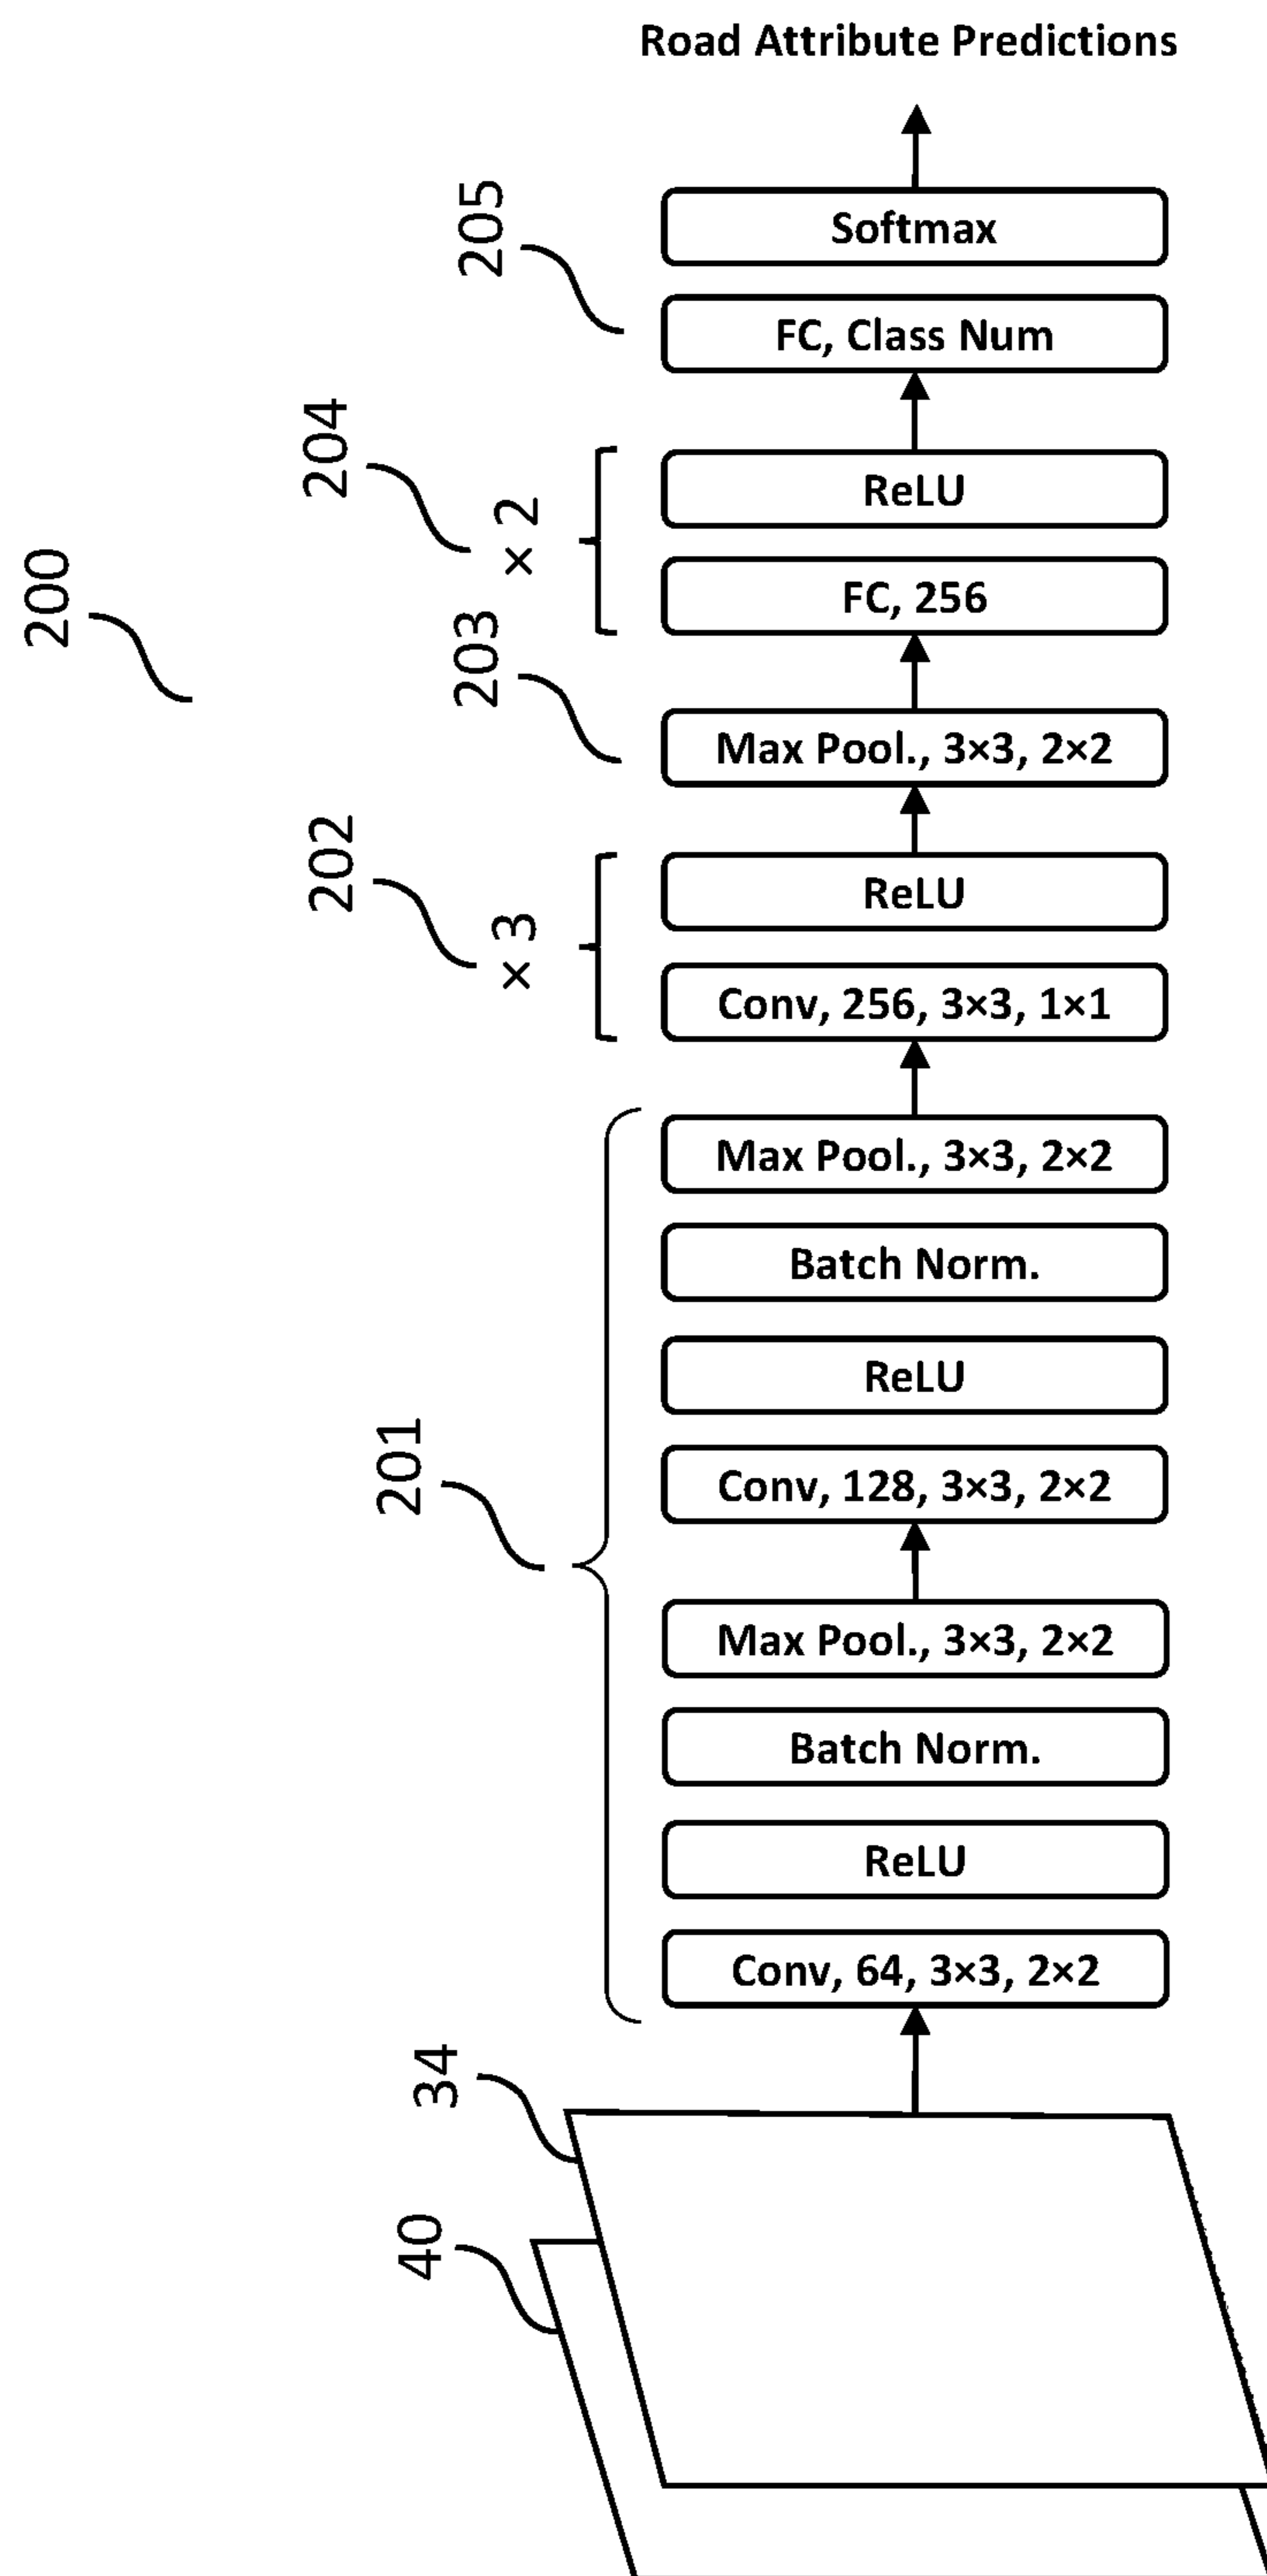 Road Attribute Predictions
Softmax
205
FC, Class Num
204
× 2
ReLU
200
FC, 256
203
Max Pool., 3×3, 2×2
202
× 3
ReLU
Conv, 256, 3×3, 1×1
Max Pool., 3×3, 2×2
Batch Norm.
ReLU
201
Conv, 128, 3×3, 2×2
Max Pool., 3×3, 2×2
Batch Norm.
ReLU
Conv, 64, 3×3, 2×2
34
40